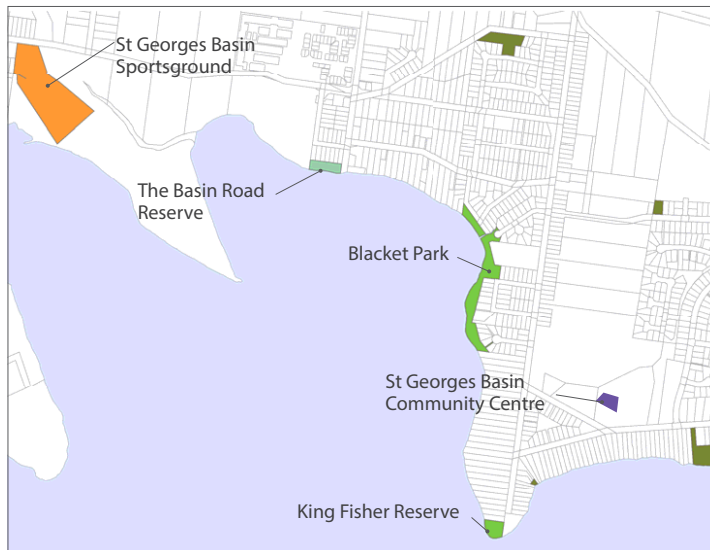 St Georges Basin
Sportsground
The Basin Road
Reserve
Blacket Park
St Georges Basin
Community Centre
King Fisher Reserve